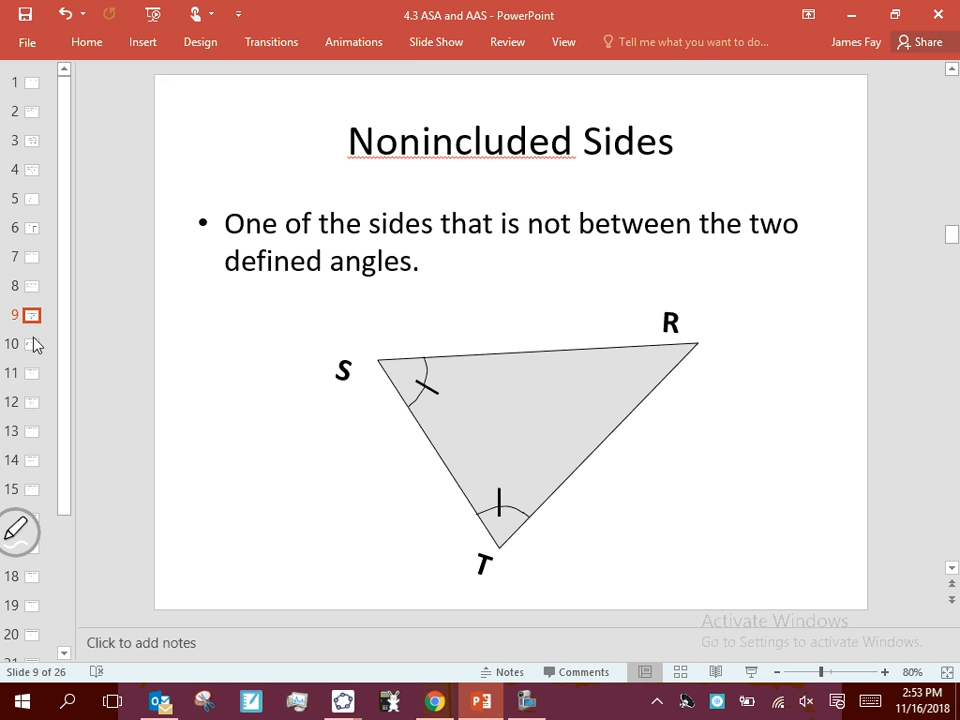 4.3 ASA and AAS - PowerPoint
File Home Insert Design Transitions Animations Slide Show Review View Tell me what you want to do... James Fay Share
1
2
3
4
5
6
7
8
9
10
11
12
13
14
15
18
19
20
21
Nonincluded Sides
• One of the sides that is not between the two
defined angles.
R
S
T
Activate Windows
Go to Settings to activate Windows.
Click to add notes
Slide 9 of 26 Notes Comments 80%
2:53 PM
11/16/2018